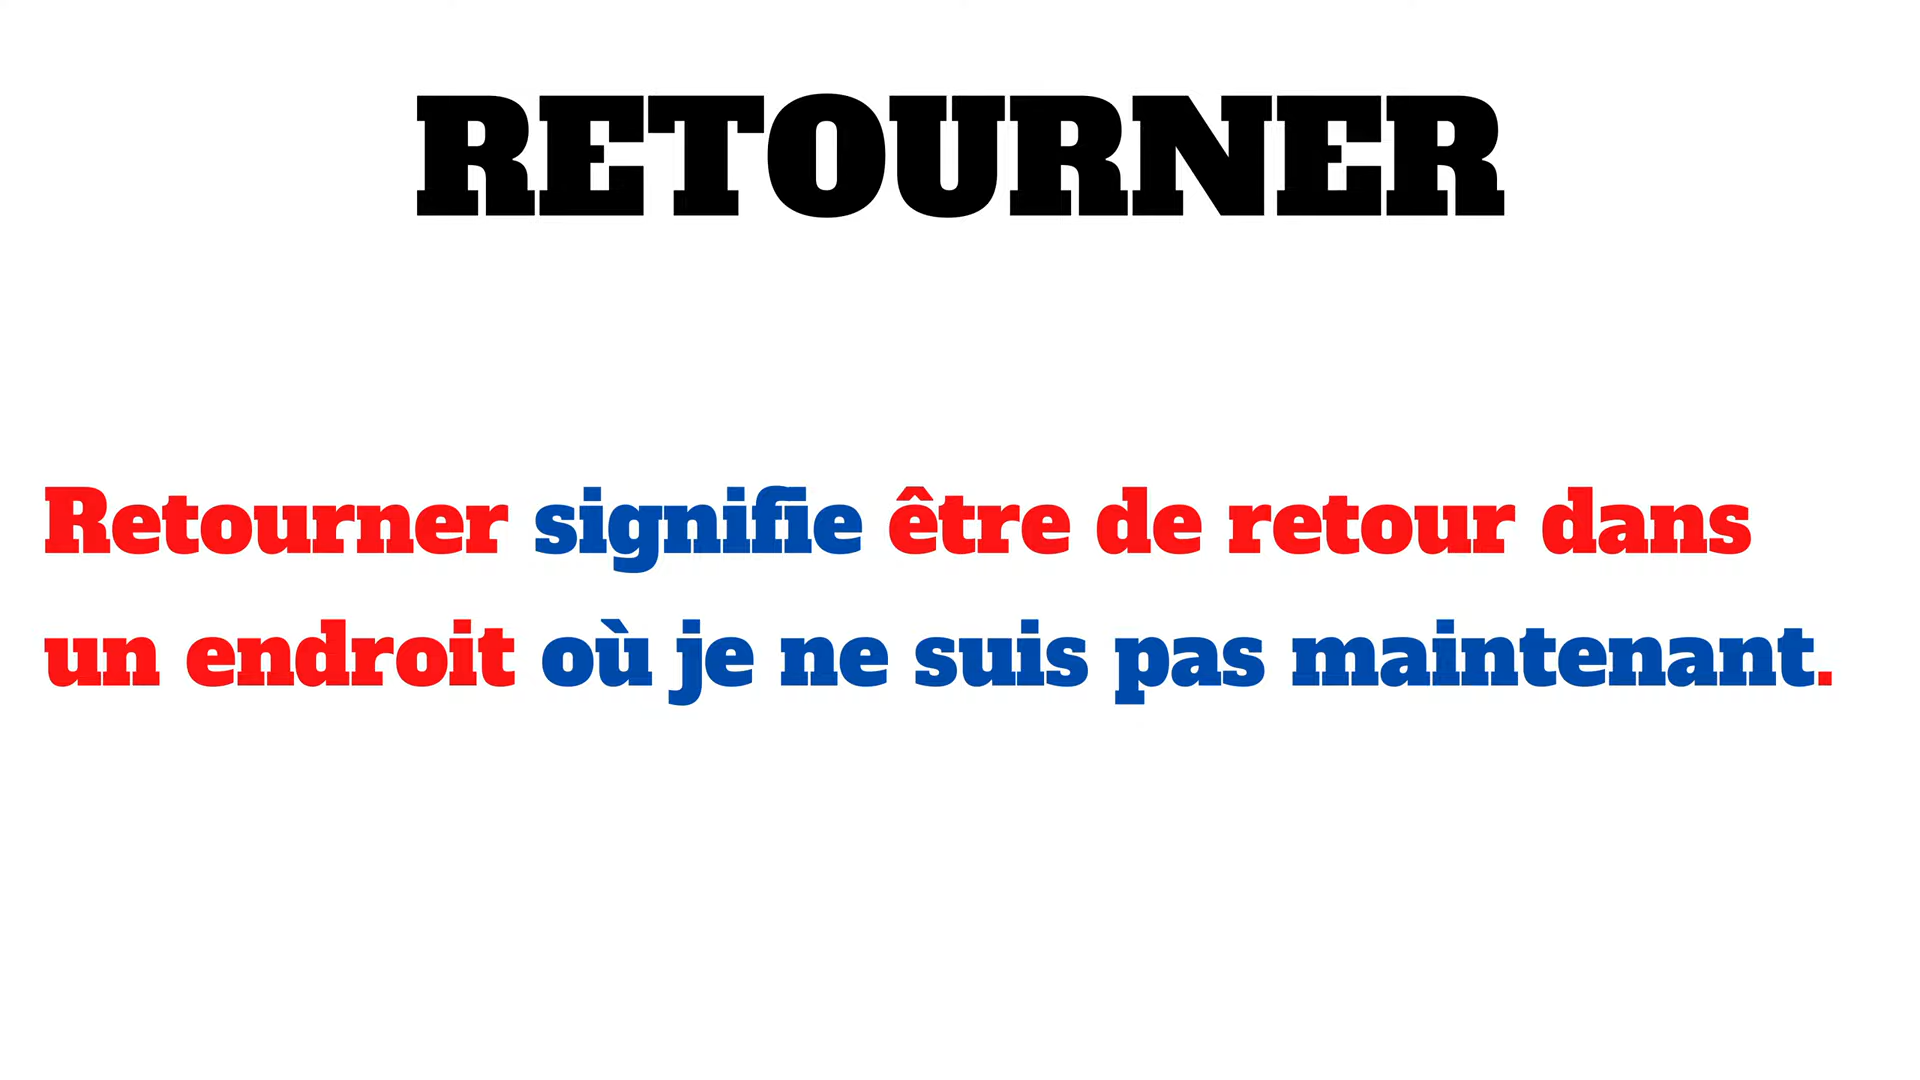 RETOURNER
Retourner signifie être de retour dans
un endroit où je ne suis pas maintenant.